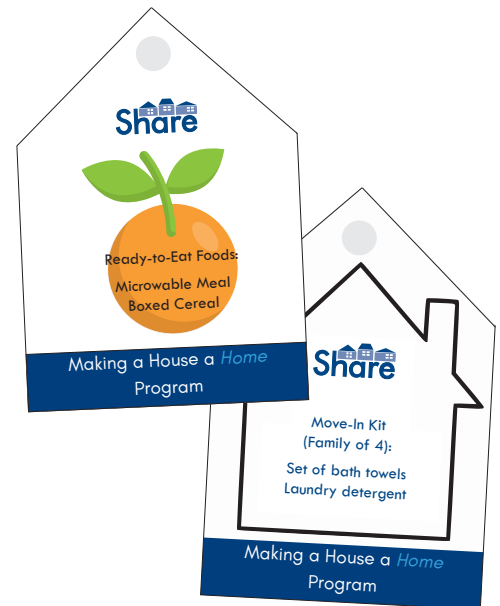 Share
Ready-to-Eat Foods:
Microwable Meal
Boxed Cereal
Making a House a Home
Program
Share
Move-In Kit
(Family of 4):
Set of bath towels
Laundry detergent
Making a House a Home
Program